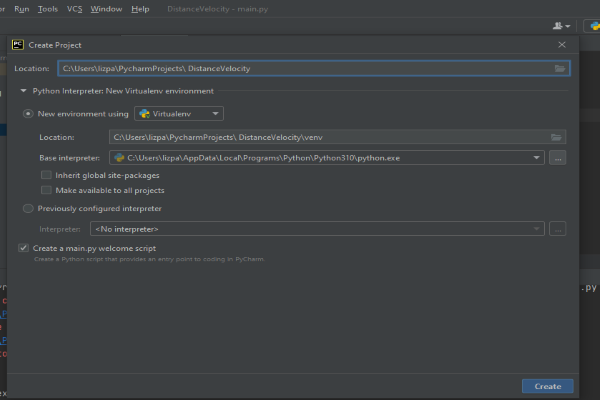 Run Tools VCS Window Help DistanceVelocity - main.py
PC Create Project
Location: C:\Users\lizpa\PycharmProjects\ DistanceVelocity
Python Interpreter: New Virtualenv environment
New environment using Virtualenv
Location: C:\Users\lizpa\PycharmProjects\ DistanceVelocity\venv
Base interpreter: C:\Users\lizpa\AppData\Local\Programs\Python\Python310\python.exe ...
Inherit global site-packages
Make available to all projects
Previously configured interpreter
Interpreter: <No interpreter> ...
Create a main.py welcome script
Create a Python script that provides an entry point to coding in PyCharm.
.py
Create